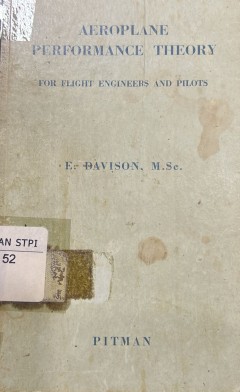 AEROPLANE
PERFORMANCE THEORY
FOR FLIGHT ENGINEERS AND PILOTS
E. DAVISON, M.Sc.
AN STPI
52
PITMAN